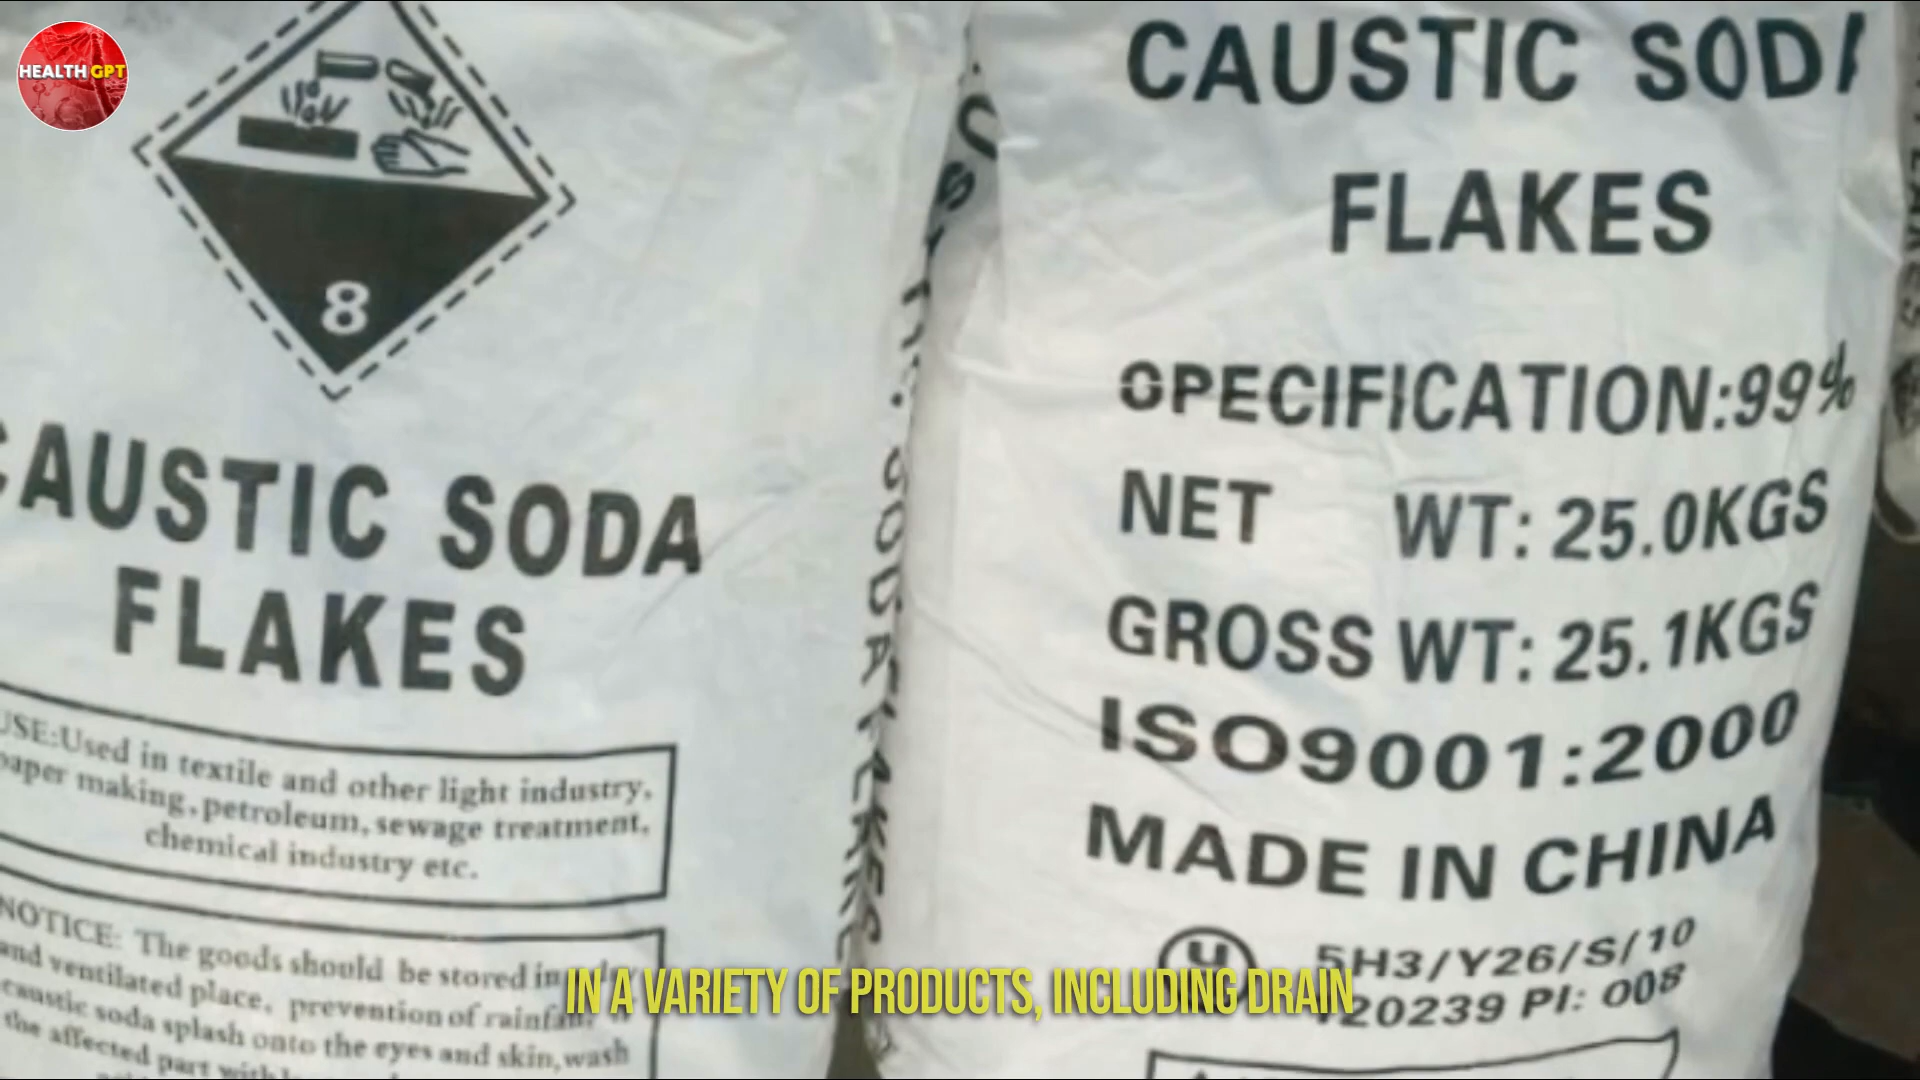 HEALTH GPT
8
CAUSTIC SODA
FLAKES
USE:Used in textile and other light industry,
paper making, petroleum, sewage treatment,
chemical industry etc.
NOTICE: The goods should be stored in
and ventilated place, prevention of
caustic soda splash onto the eyes and skin, wash
the affected part with
CAUSTIC SODA
FLAKES
SPECIFICATION:99%
NET WT: 25.0KGS
GROSS WT: 25.1KGS
ISO9001:2000
MADE IN CHINA
5H3/Y26/S/10
120239 PI: 008
IN A VARIETY OF PRODUCTS, INCLUDING DRAIN